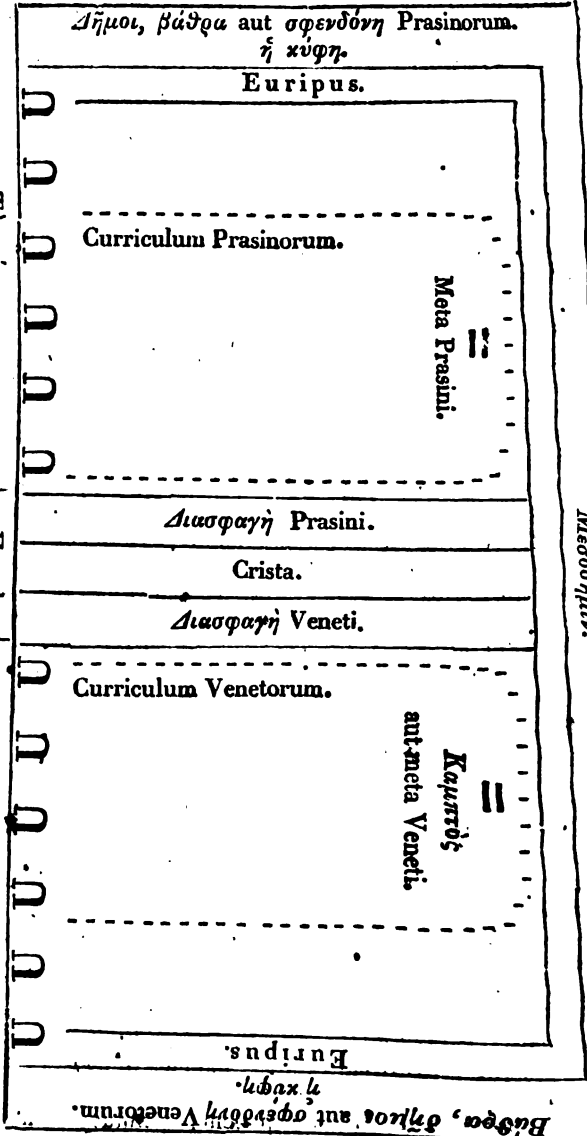 Δῆμοι, βάθρα aut σφενδόνη Prasinorum.
ἢ κύφη.
Euripus.
Curriculum Prasinorum.
Meta Prasini.
Διασφαγὴ Prasini.
Crista.
Διασφαγὴ Veneti.
Curriculum Venetorum.
Καμπτὸς
aut meta Veneti.
Euripus.
ἢ κύφη.
Βάθρα, δῆμος aut σφενδόνη Venetorum.